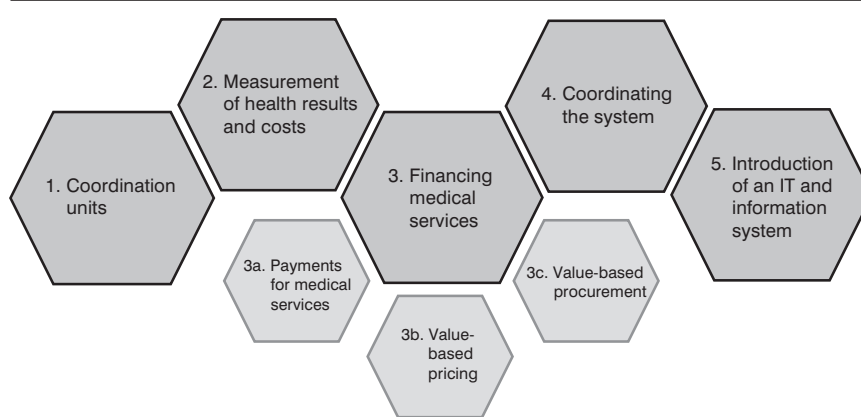 1. Coordination
units
2. Measurement
of health results
and costs
3. Financing
medical
services
4. Coordinating
the system
5. Introduction
of an IT and
information
system
3a. Payments
for medical
services
3b. Value-
based
pricing
3c. Value-based
procurement